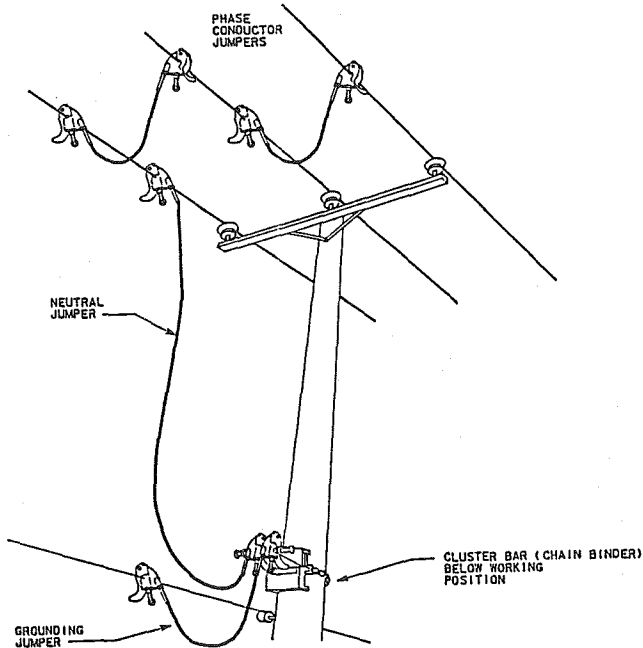 PHASE
CONDUCTOR
JUMPERS
NEUTRAL
JUMPER
CLUSTER BAR (CHAIN BINDER)
BELOW WORKING
POSITION
GROUNDING
JUMPER